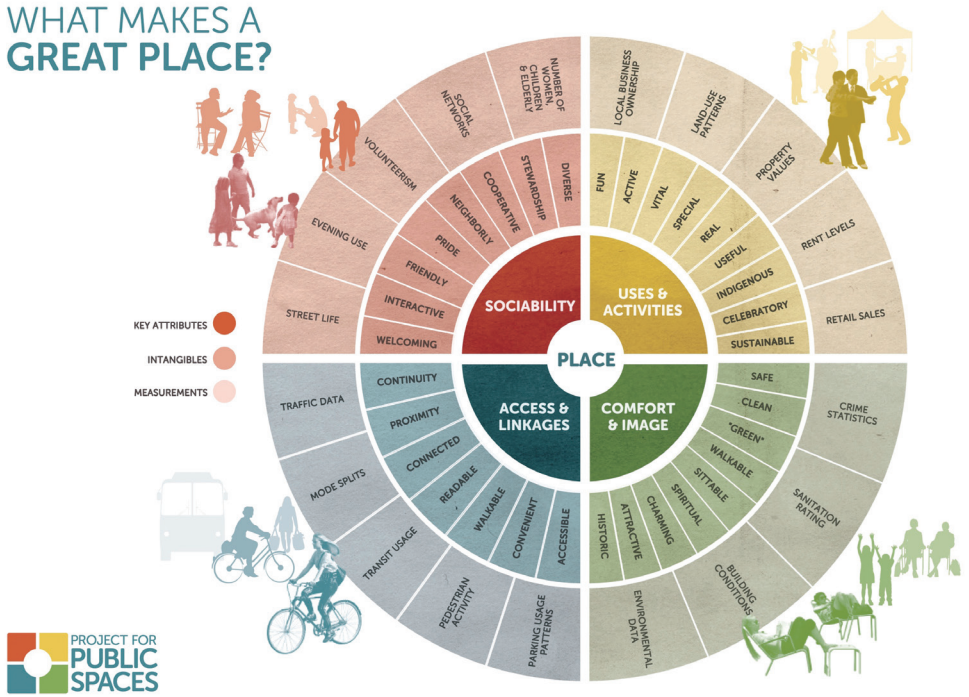 WHAT MAKES A
GREAT PLACE?
KEY ATTRIBUTES
INTANGIBLES
MEASUREMENTS
PLACE
SOCIABILITY
USES &
ACTIVITIES
ACCESS &
LINKAGES
COMFORT
& IMAGE
WELCOMING
INTERACTIVE
FRIENDLY
PRIDE
NEIGHBORLY
COOPERATIVE
STEWARDSHIP
DIVERSE
FUN
ACTIVE
VITAL
SPECIAL
REAL
USEFUL
INDIGENOUS
CELEBRATORY
SUSTAINABLE
SAFE
CLEAN
"GREEN"
WALKABLE
SITTABLE
SPIRITUAL
CHARMING
ATTRACTIVE
HISTORIC
ACCESSIBLE
CONVENIENT
WALKABLE
READABLE
CONNECTED
PROXIMITY
CONTINUITY
STREET LIFE
EVENING USE
VOLUNTEERISM
SOCIAL
NETWORKS
NUMBER OF
WOMEN,
CHILDREN
& ELDERLY
LOCAL BUSINESS
OWNERSHIP
LAND-USE
PATTERNS
PROPERTY
VALUES
RENT LEVELS
RETAIL SALES
CRIME
STATISTICS
SANITATION
RATING
BUILDING
CONDITIONS
ENVIRONMENTAL
DATA
PARKING USAGE
PATTERNS
PEDESTRIAN
ACTIVITY
TRANSIT USAGE
MODE SPLITS
TRAFFIC DATA
PROJECT FOR
PUBLIC
SPACES